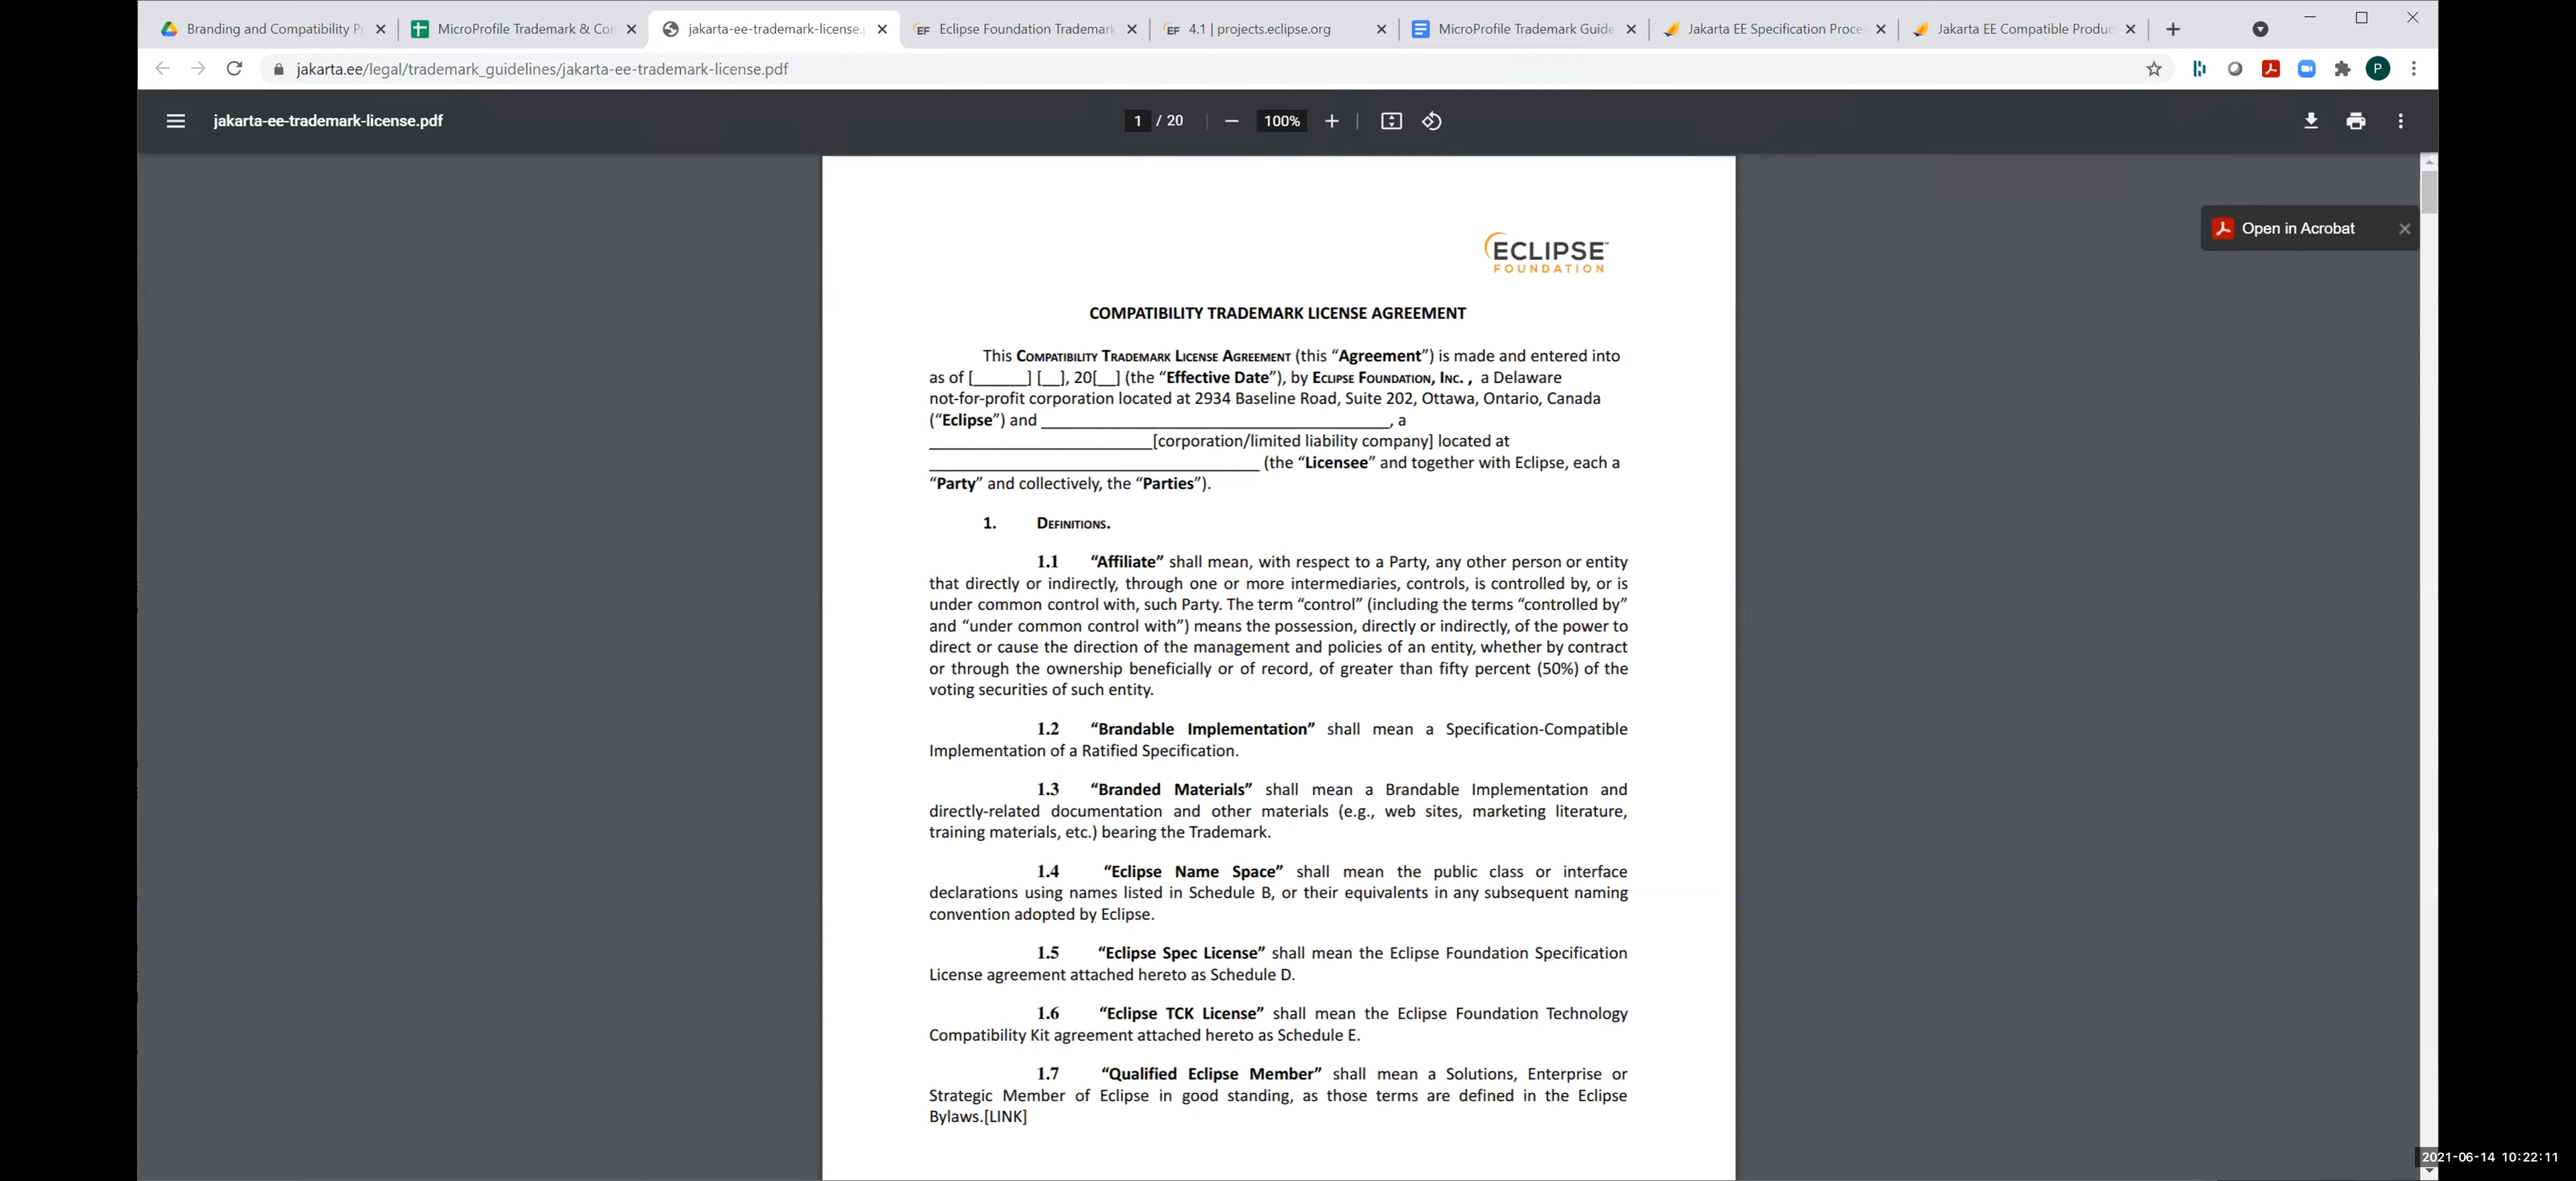 Branding and Compatibility P
MicroProfile Trademark & Co
jakarta-ee-trademark-license.
Eclipse Foundation Trademark
4.1 | projects.eclipse.org
MicroProfile Trademark Guide
Jakarta EE Specification Proce
Jakarta EE Compatible Produc
jakarta.ee/legal/trademark_guidelines/jakarta-ee-trademark-license.pdf
P
jakarta-ee-trademark-license.pdf
1 / 20
100%
Open in Acrobat
ECLIPSE™
FOUNDATION
COMPATIBILITY TRADEMARK LICENSE AGREEMENT
This COMPATIBILITY TRADEMARK LICENSE AGREEMENT (this “Agreement”) is made and entered into
as of [______] [__], 20[__] (the “Effective Date”), by ECLIPSE FOUNDATION, INC. , a Delaware
not-for-profit corporation located at 2934 Baseline Road, Suite 202, Ottawa, Ontario, Canada
(“Eclipse”) and ______________________________________, a
________________________[corporation/limited liability company] located at
____________________________________ (the “Licensee” and together with Eclipse, each a
“Party” and collectively, the “Parties”).
1. DEFINITIONS.
1.1 “Affiliate” shall mean, with respect to a Party, any other person or entity
that directly or indirectly, through one or more intermediaries, controls, is controlled by, or is
under common control with, such Party. The term “control” (including the terms “controlled by”
and “under common control with”) means the possession, directly or indirectly, of the power to
direct or cause the direction of the management and policies of an entity, whether by contract
or through the ownership beneficially or of record, of greater than fifty percent (50%) of the
voting securities of such entity.
1.2 “Brandable Implementation” shall mean a Specification-Compatible
Implementation of a Ratified Specification.
1.3 “Branded Materials” shall mean a Brandable Implementation and
directly-related documentation and other materials (e.g., web sites, marketing literature,
training materials, etc.) bearing the Trademark.
1.4 “Eclipse Name Space” shall mean the public class or interface
declarations using names listed in Schedule B, or their equivalents in any subsequent naming
convention adopted by Eclipse.
1.5 “Eclipse Spec License” shall mean the Eclipse Foundation Specification
License agreement attached hereto as Schedule D.
1.6 “Eclipse TCK License” shall mean the Eclipse Foundation Technology
Compatibility Kit agreement attached hereto as Schedule E.
1.7 “Qualified Eclipse Member” shall mean a Solutions, Enterprise or
Strategic Member of Eclipse in good standing, as those terms are defined in the Eclipse
Bylaws.[LINK]
2021-06-14 10:22:11